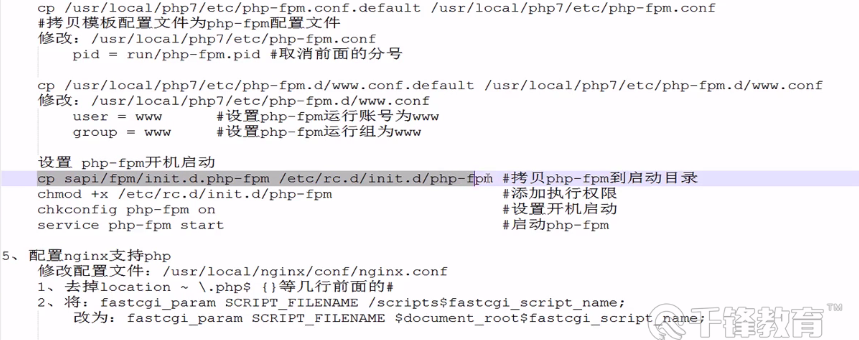 cp /usr/local/php7/etc/php-fpm.conf.default /usr/local/php7/etc/php-fpm.conf
#拷贝模板配置文件为php-fpm配置文件
修改：/usr/local/php7/etc/php-fpm.conf
pid = run/php-fpm.pid #取消前面的分号
cp /usr/local/php7/etc/php-fpm.d/www.conf.default /usr/local/php7/etc/php-fpm.d/www.conf
修改：/usr/local/php7/etc/php-fpm.d/www.conf
user = www #设置php-fpm运行账号为www
group = www #设置php-fpm运行组为www
设置 php-fpm开机启动
cp sapi/fpm/init.d.php-fpm /etc/rc.d/init.d/php-fpm #拷贝php-fpm到启动目录
chmod +x /etc/rc.d/init.d/php-fpm #添加执行权限
chkconfig php-fpm on #设置开机启动
service php-fpm start #启动php-fpm
5、配置nginx支持php
修改配置文件：/usr/local/nginx/conf/nginx.conf
1、去掉location ~ \.php$ {}等几行前面的#
2、将：fastcgi_param SCRIPT_FILENAME /scripts$fastcgi_script_name;
改为：fastcgi_param SCRIPT_FILENAME $document_root$fastcgi_script_name;
千锋教育™